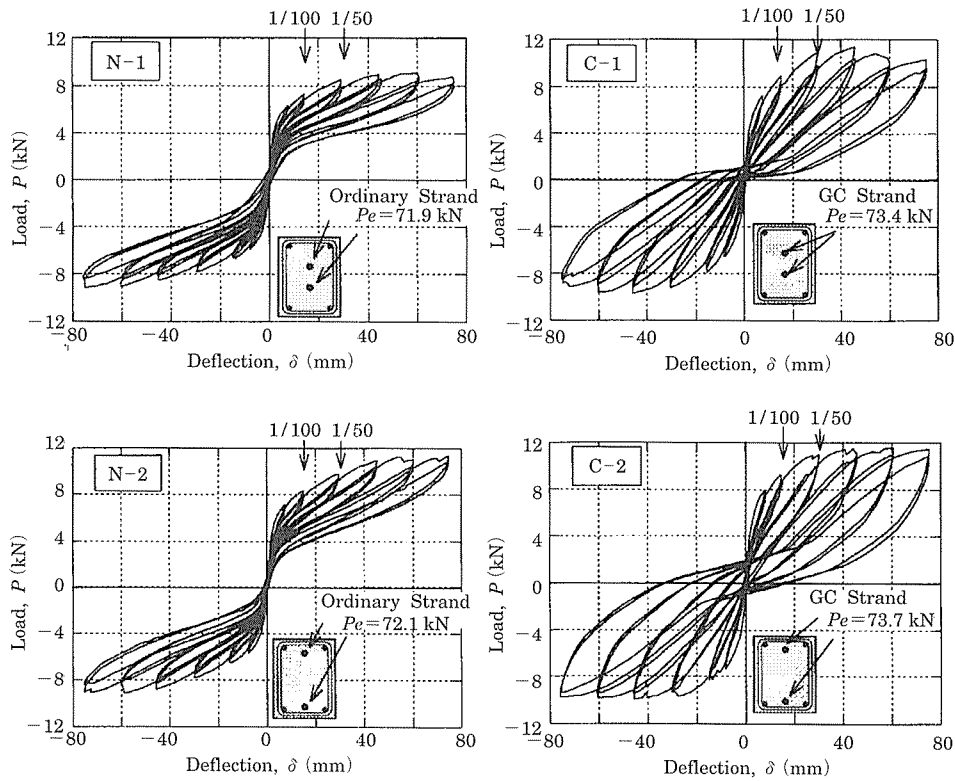 1/100 1/50
N-1
12
8
4
0
−4
−8
−12
Load, P (kN)
Ordinary Strand
Pe=71.9 kN
−80 −40 0 40 80
Deflection, δ (mm)
1/100 1/50
C-1
12
8
4
0
−4
−8
−12
Load, P (kN)
GC Strand
Pe=73.4 kN
−80 −40 0 40 80
Deflection, δ (mm)
1/100 1/50
N-2
12
8
4
0
−4
−8
−12
Load, P (kN)
Ordinary Strand
Pe=72.1 kN
−80 −40 0 40 80
Deflection, δ (mm)
1/100 1/50
C-2
12
8
4
0
−4
−8
−12
Load, P (kN)
GC Strand
Pe=73.7 kN
−80 −40 0 40 80
Deflection, δ (mm)